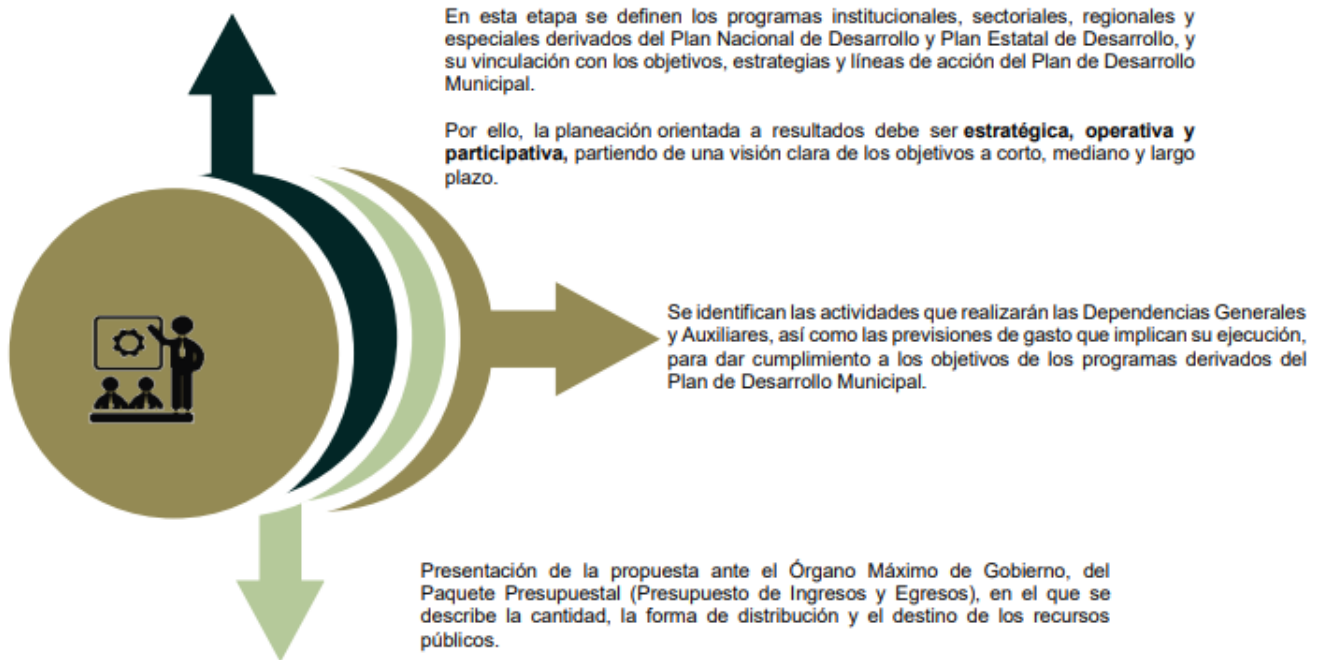 En esta etapa se definen los programas institucionales, sectoriales, regionales y
especiales derivados del Plan Nacional de Desarrollo y Plan Estatal de Desarrollo, y
su vinculación con los objetivos, estrategias y líneas de acción del Plan de Desarrollo
Municipal.
Por ello, la planeación orientada a resultados debe ser estratégica, operativa y
participativa, partiendo de una visión clara de los objetivos a corto, mediano y largo
plazo.
Se identifican las actividades que realizarán las Dependencias Generales
y Auxiliares, así como las previsiones de gasto que implican su ejecución,
para dar cumplimiento a los objetivos de los programas derivados del
Plan de Desarrollo Municipal.
Presentación de la propuesta ante el Órgano Máximo de Gobierno, del
Paquete Presupuestal (Presupuesto de Ingresos y Egresos), en el que se
describe la cantidad, la forma de distribución y el destino de los recursos
públicos.